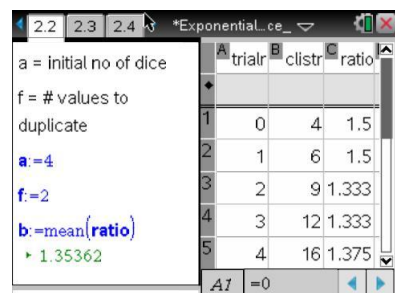 2.2 2.3 2.4 *Exponential...ce_
a = initial no of dice
f = # values to
duplicate
a:=4
f:=2
b:=mean(ratio)
▸ 1.35362
A trialr B clistr C ratio
◆
1 0 4 1.5
2 1 6 1.5
3 2 9 1.333
4 3 12 1.333
5 4 16 1.375
A1 =0